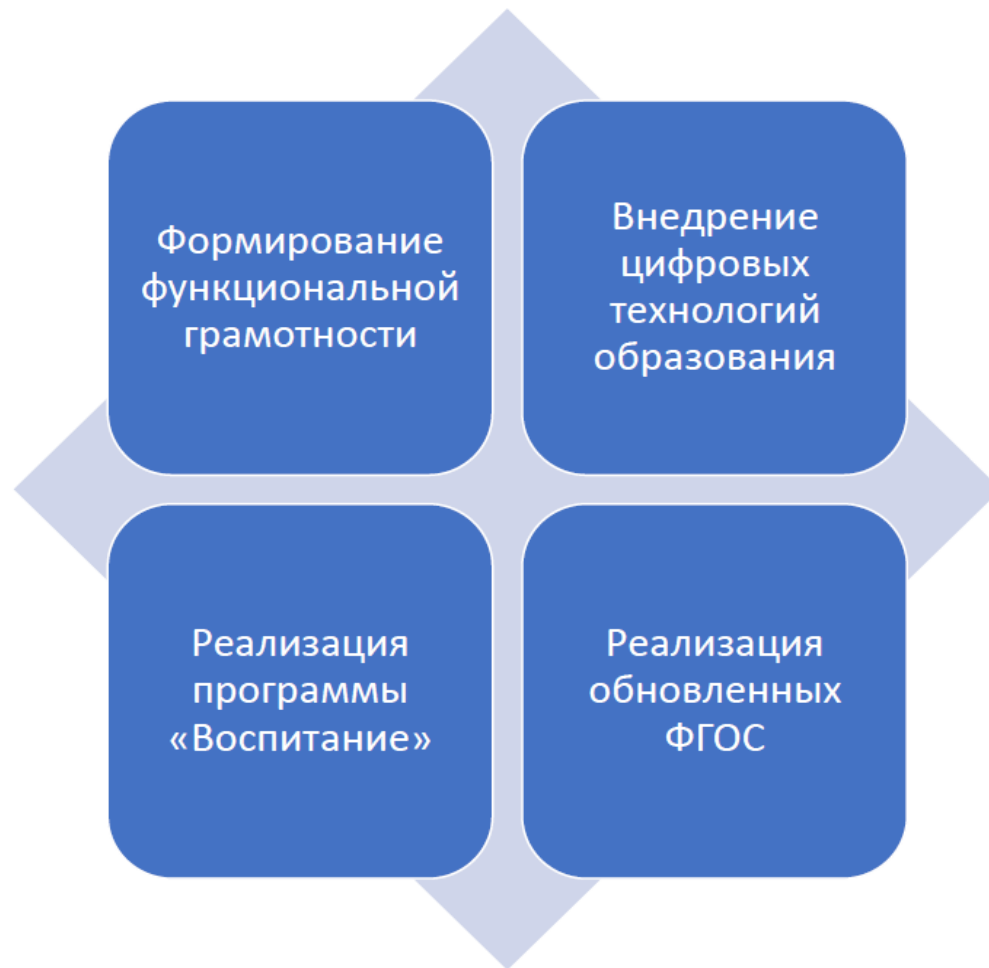 Формирование
функциональной
грамотности
Внедрение
цифровых
технологий
образования
Реализация
программы
«Воспитание»
Реализация
обновленных
ФГОС